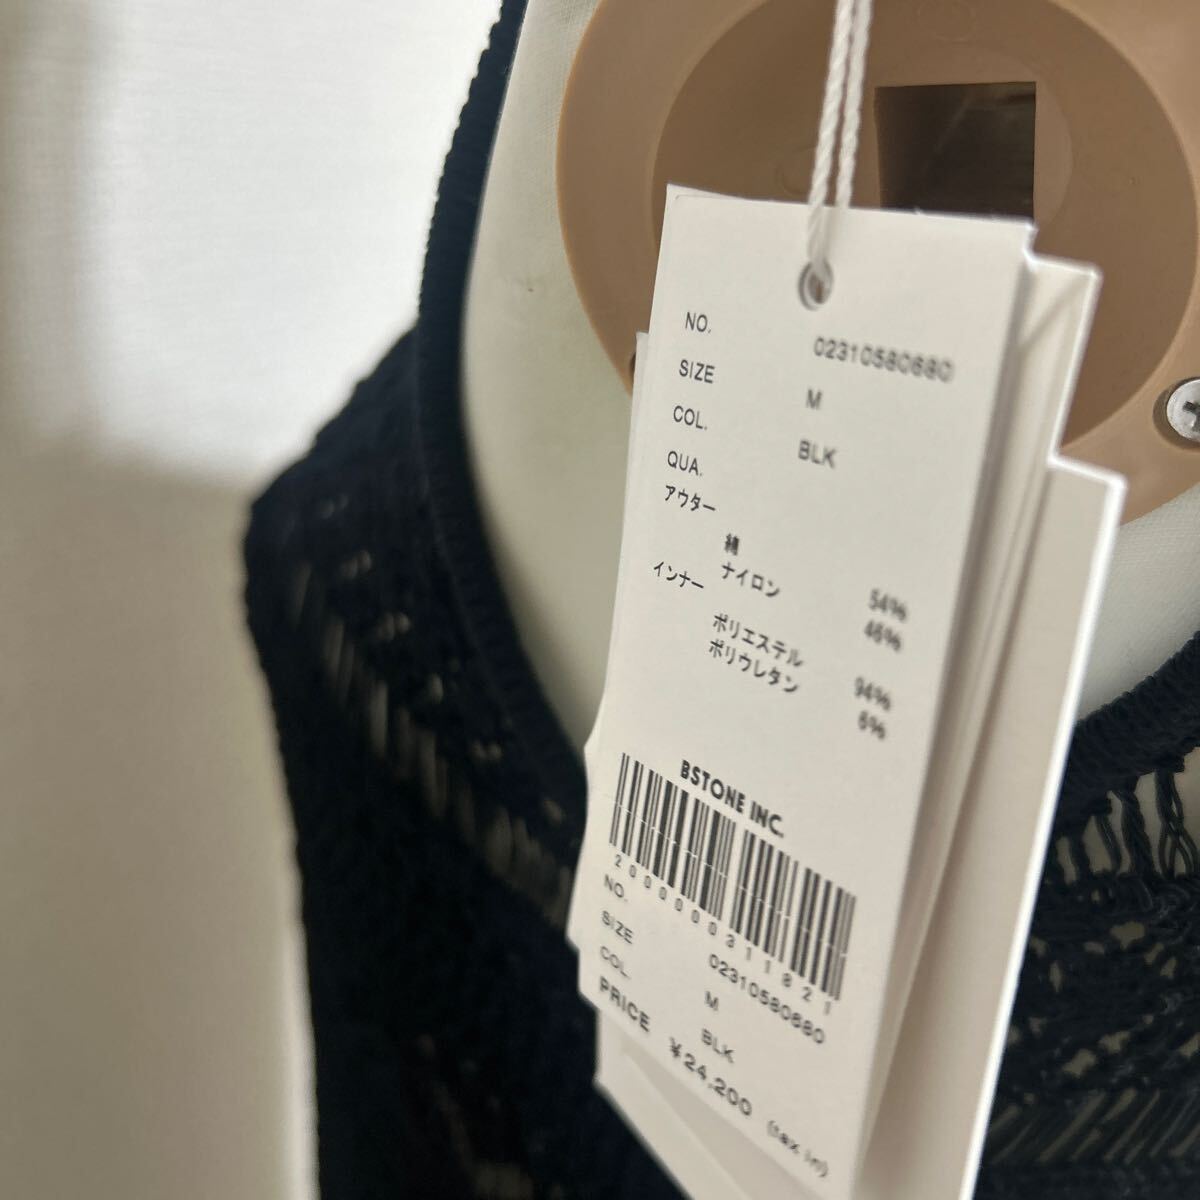 NO. 02310580680
SIZE M
COL. BLK
QUA.
アウター
綿 54%
ナイロン 46%
インナー
ポリエステル 94%
ポリウレタン 6%
BSTONE INC.
2000000311821
NO. 02310580680
SIZE M
COL. BLK
PRICE ¥24,200 (tax in)